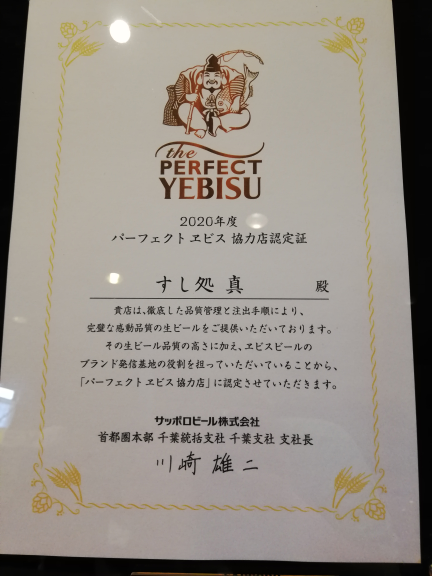 the
PERFECT
YEBISU
2020年度
パーフェクト ヱビス 協力店認定証
すし処 真 殿
貴店は、徹底した品質管理と注出手順により、
完璧な感動品質の生ビールをご提供いただいております。
その生ビール品質の高さに加え、ヱビスビールの
ブランド発信基地の役割を担っていただいていることから、
「パーフェクト ヱビス 協力店」に認定させていただきます。
サッポロビール株式会社
首都圏本部 千葉統括支社 千葉支社 支社長
川崎 雄二